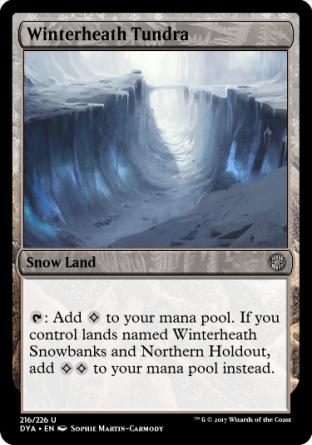 Winterheath Tundra
Snow Land
: Add to your mana pool. If you
control lands named Winterheath
Snowbanks and Northern Holdout,
add to your mana pool instead.
216/226 U
DYA • EN Sophie Martin-Carmody
™ & © 2017 Wizards of the Coast